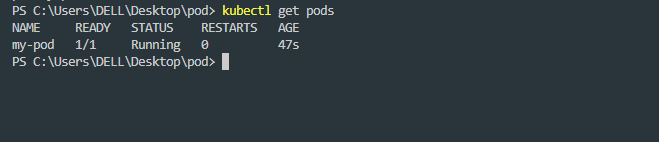 PS C:\Users\DELL\Desktop\pod> kubectl get pods
NAME     READY   STATUS    RESTARTS   AGE
my-pod   1/1     Running   0          47s
PS C:\Users\DELL\Desktop\pod>